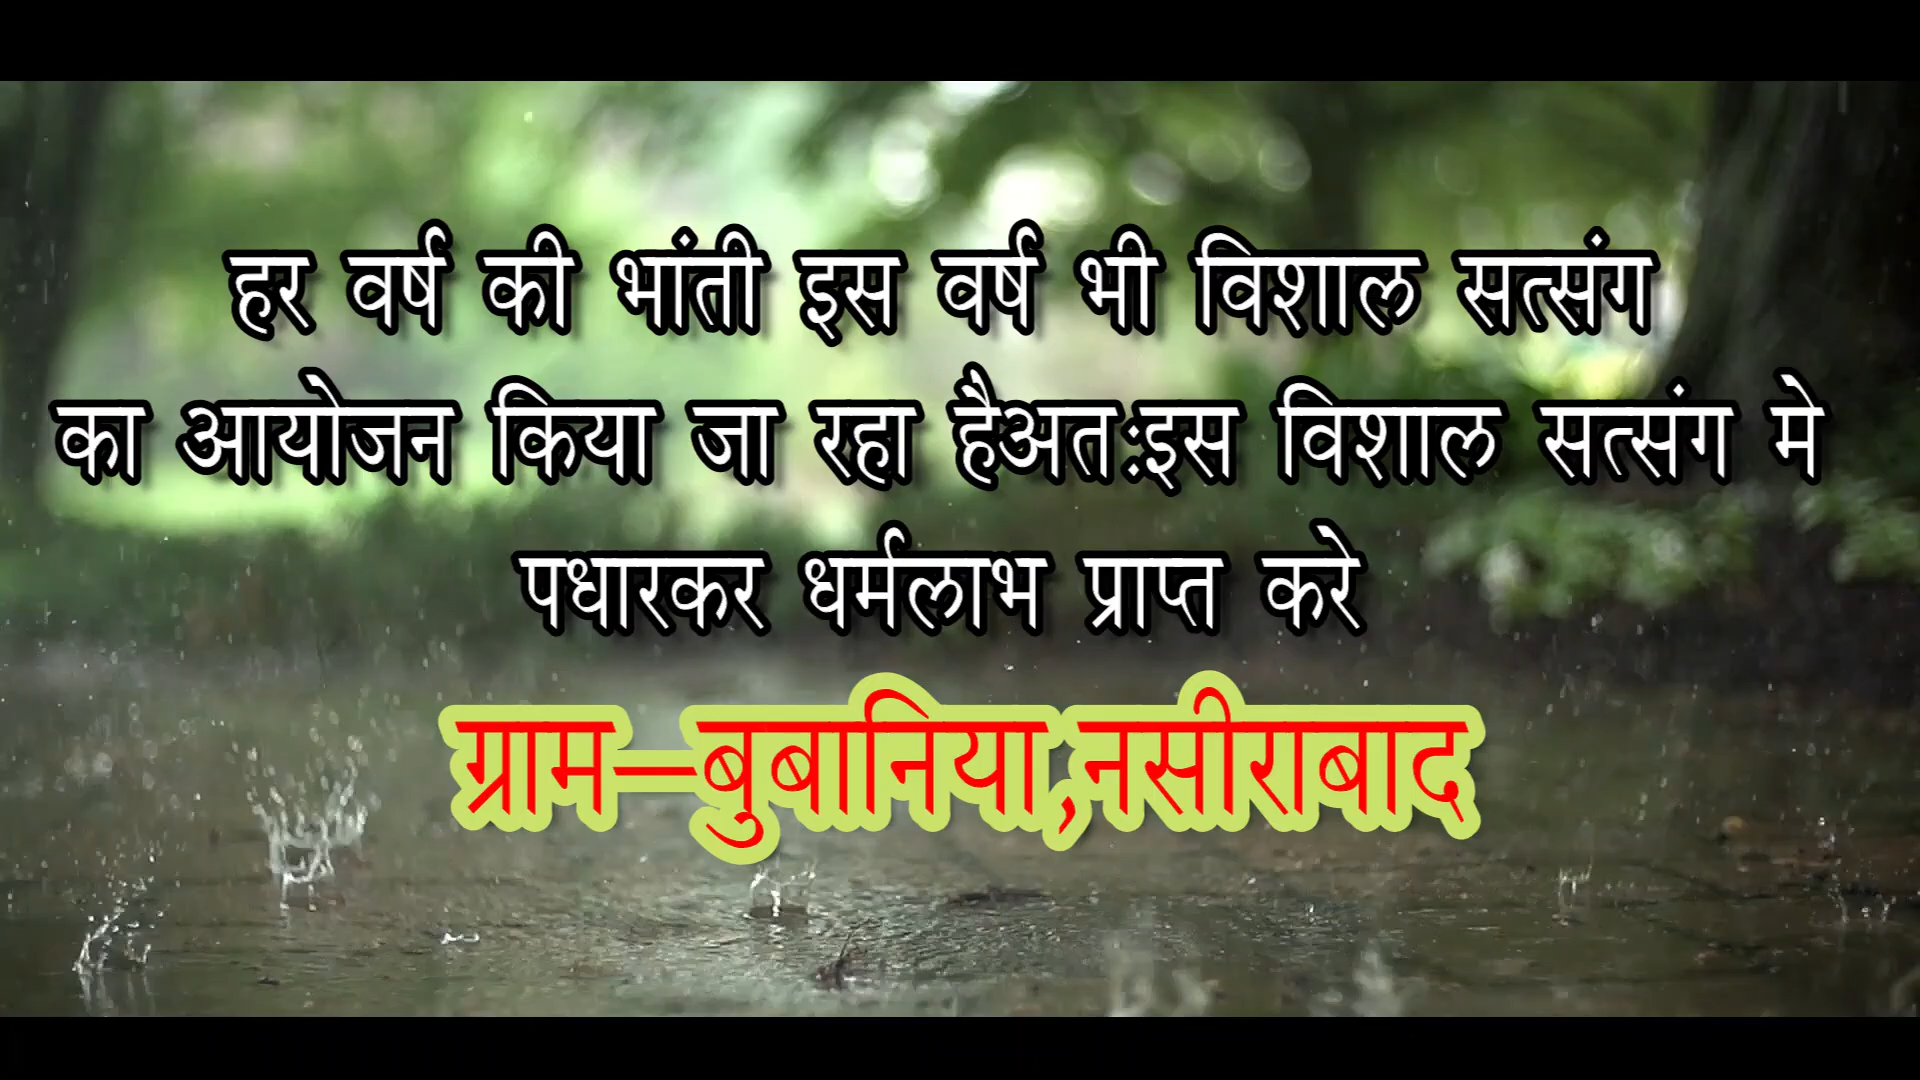 हर वर्ष की भांती इस वर्ष भी विशाल सत्संग
का आयोजन किया जा रहा हैअत:इस विशाल सत्संग मे
पधारकर धर्मलाभ प्राप्त करे
ग्राम–बुबानिया,नसीराबाद